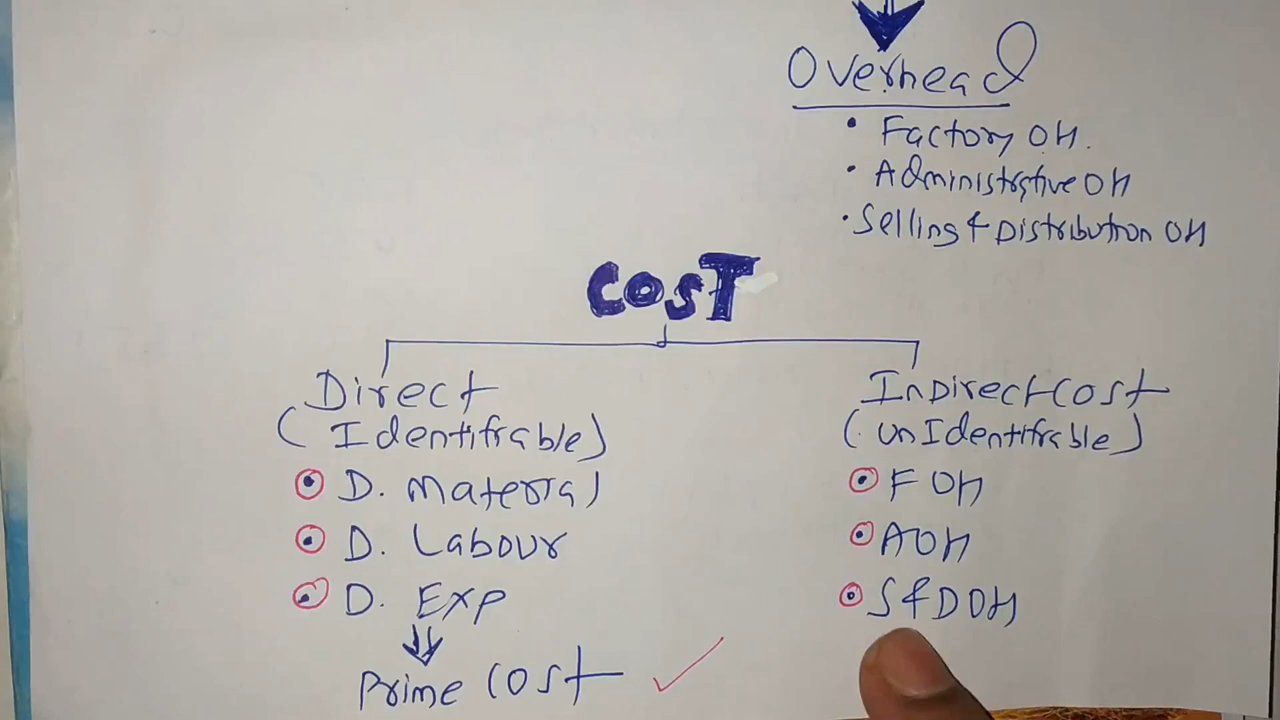 Overhead
• Factory OH.
• Administrative OH
• Selling & Distribution OH
COST
Direct
(Identifiable)
D. Material
D. Labour
D. Exp
Prime Cost
Indirect Cost
(unIdentifiable)
FOH
AOH
S&DOH